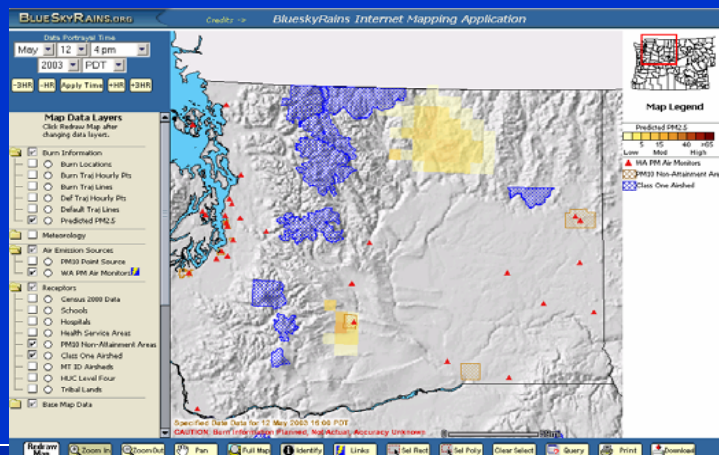 BLUESKYRAINS.ORG
Credits ->
BlueskyRains Internet Mapping Application
Data Portrayal Time
May 12 4 pm
2003 PDT
-3HR -HR Apply Time +HR +3HR
Map Data Layers
Click Redraw Map after
changing data layers.
Burn Information
Burn Locations
Burn Traj Hourly Pts
Burn Traj Lines
Def Traj Hourly Pts
Default Traj Lines
Predicted PM2.5
Meteorology
Air Emission Sources
PM10 Point Source
WA PM Air Monitors
Receptors
Census 2000 Data
Schools
Hospitals
Health Service Areas
PM10 Non-Attainment Areas
Class One Airshed
MT ID Airsheds
HUC Level Four
Tribal Lands
Base Map Data
Map Legend
Predicted PM2.5
5 15 40 >65
Low Mod High
WA PM Air Monitors
PM10 Non-Attainment Are
Class One Airshed
Specified Date Data for 12 May 2003 16:00 PDT
CAUTION: Burn Information Planned, Not Actual, Accuracy Unknown
Redraw Map
Zoom In
Zoom Out
Pan
Full Map
Identify
Links
Sel Rect
Sel Poly
Clear Select
Query
Print
Download